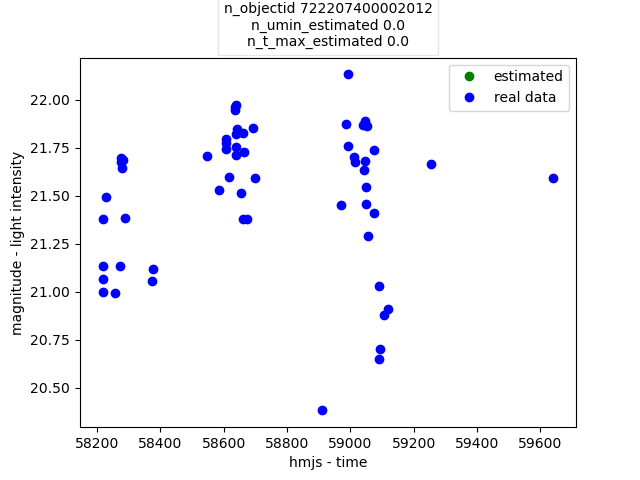 n_objectid 722207400002012
n_umin_estimated 0.0
n_t_max_estimated 0.0
estimated
real data
magnitude - light intensity
22.00
21.75
21.50
21.25
21.00
20.75
20.50
58200 58400 58600 58800 59000 59200 59400 59600
hmjs - time